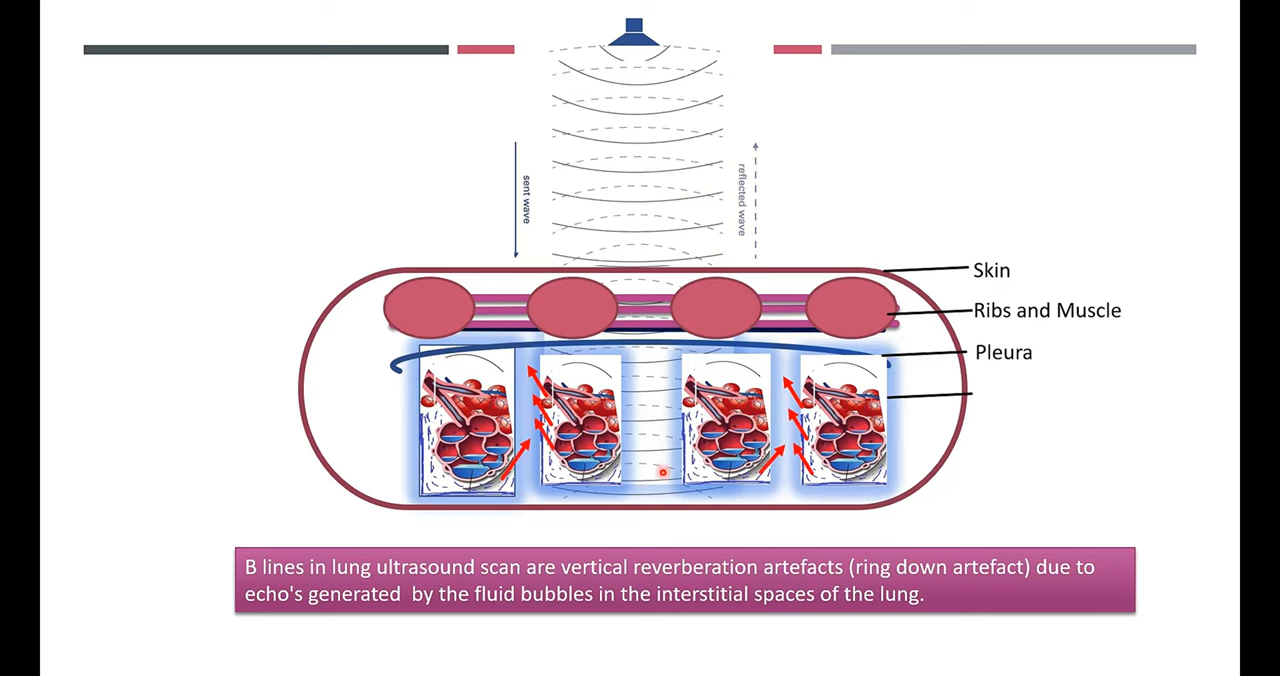 sent wave
reflected wave
Skin
Ribs and Muscle
Pleura
B lines in lung ultrasound scan are vertical reverberation artefacts (ring down artefact) due to
echo's generated by the fluid bubbles in the interstitial spaces of the lung.